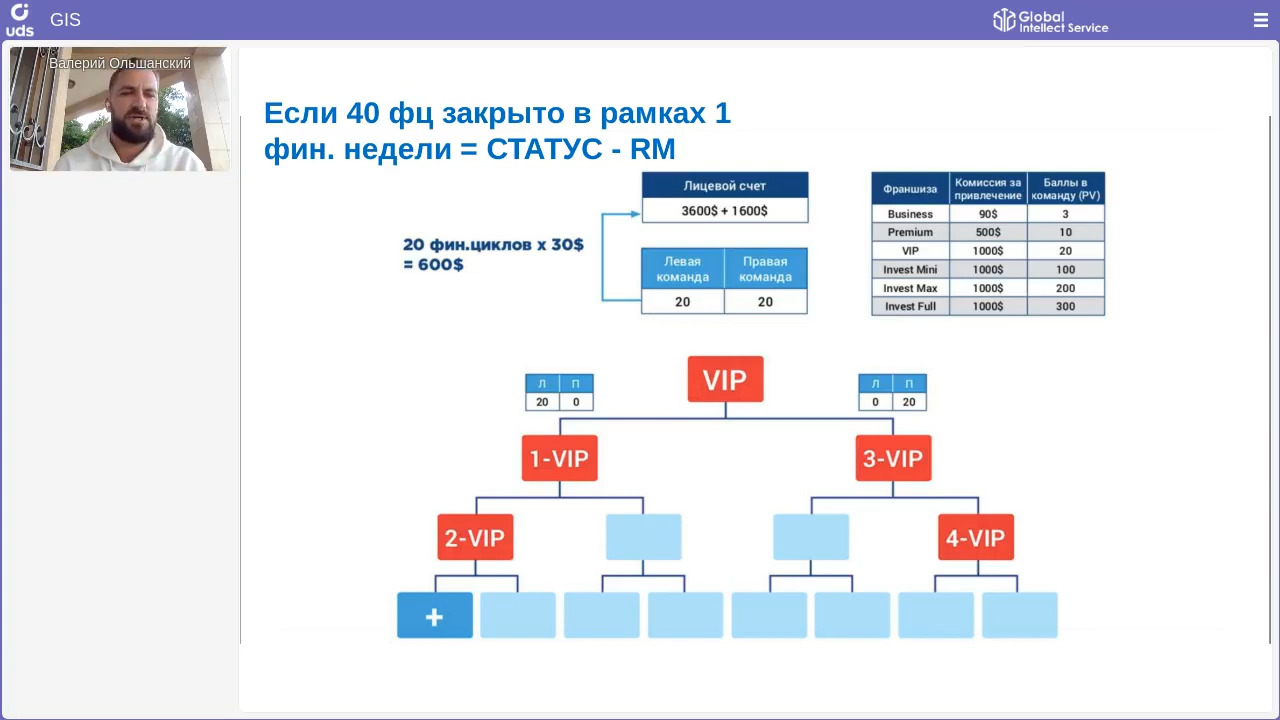 uds
GIS
Global
Intellect Service
Валерий Ольшанский
Если 40 фц закрыто в рамках 1
фин. недели = СТАТУС - RM
Лицевой счет
3600$ + 1600$
20 фин.циклов х 30$
= 600$
Левая команда Правая команда
20 20
Франшиза Комиссия за привлечение Баллы в команду (PV)
Business 90$ 3
Premium 500$ 10
VIP 1000$ 20
Invest Mini 1000$ 100
Invest Max 1000$ 200
Invest Full 1000$ 300
VIP
Л П
20 0
Л П
0 20
1-VIP 3-VIP
2-VIP 4-VIP
+